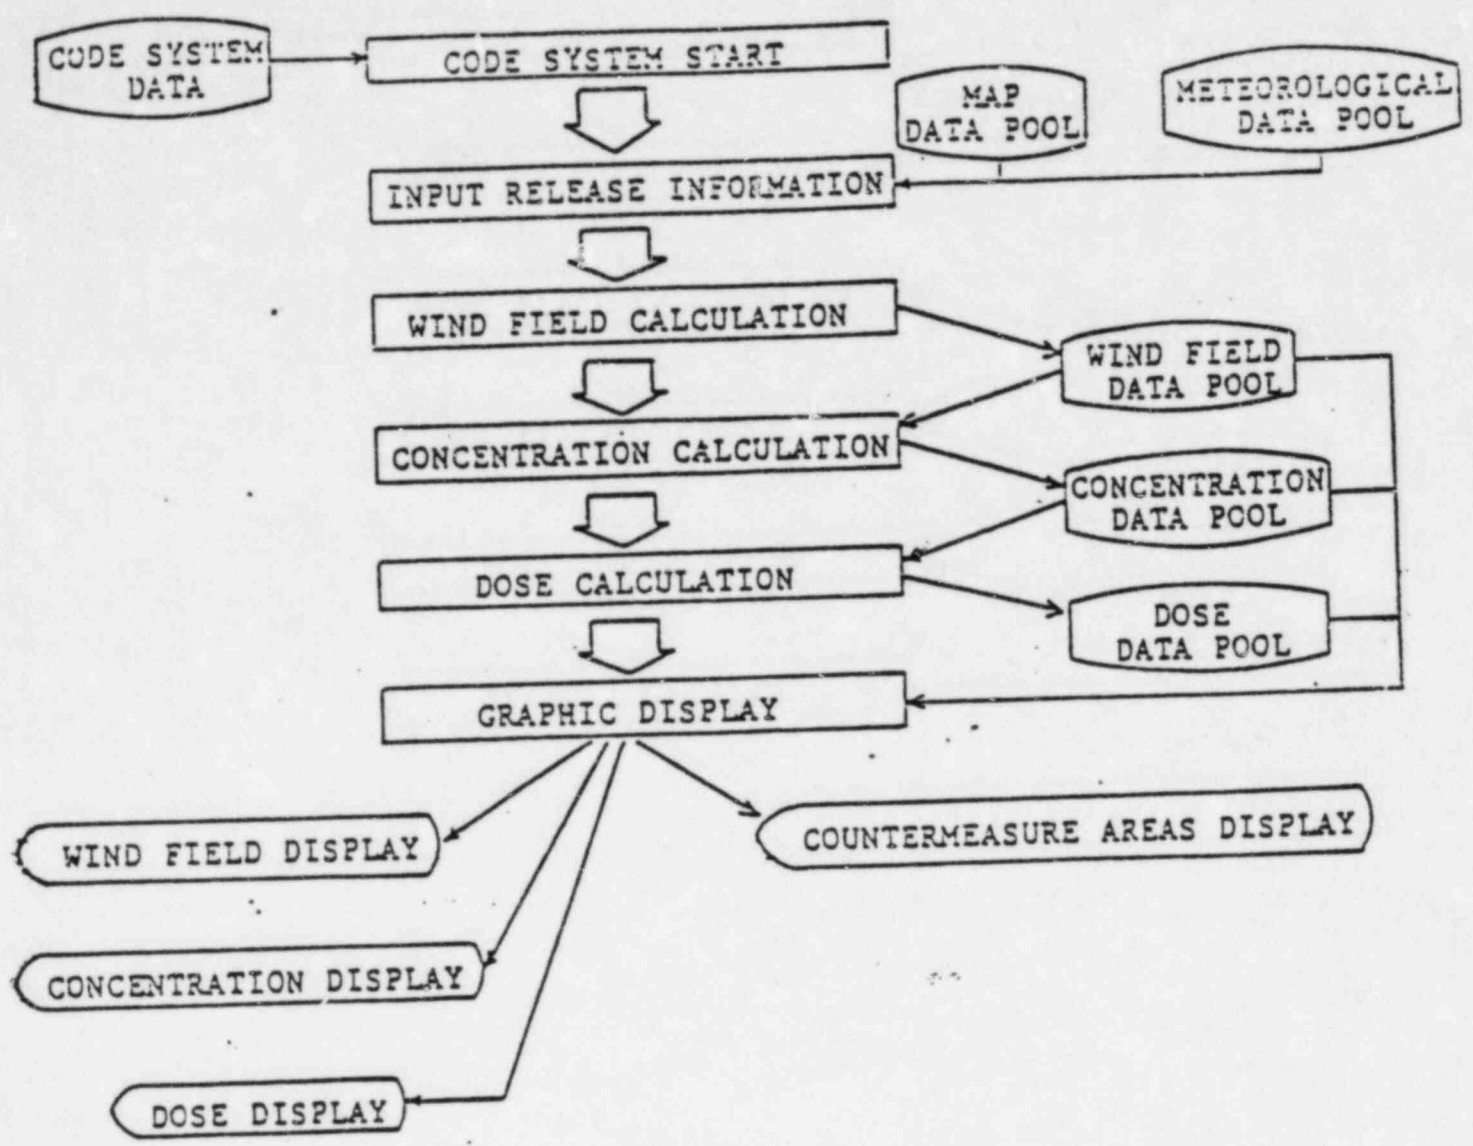 CODE SYSTEM
DATA
CODE SYSTEM START
MAP
DATA POOL
METEOROLOGICAL
DATA POOL
INPUT RELEASE INFORMATION
WIND FIELD CALCULATION
WIND FIELD
DATA POOL
CONCENTRATION CALCULATION
CONCENTRATION
DATA POOL
DOSE CALCULATION
DOSE
DATA POOL
GRAPHIC DISPLAY
WIND FIELD DISPLAY
COUNTERMEASURE AREAS DISPLAY
CONCENTRATION DISPLAY
DOSE DISPLAY